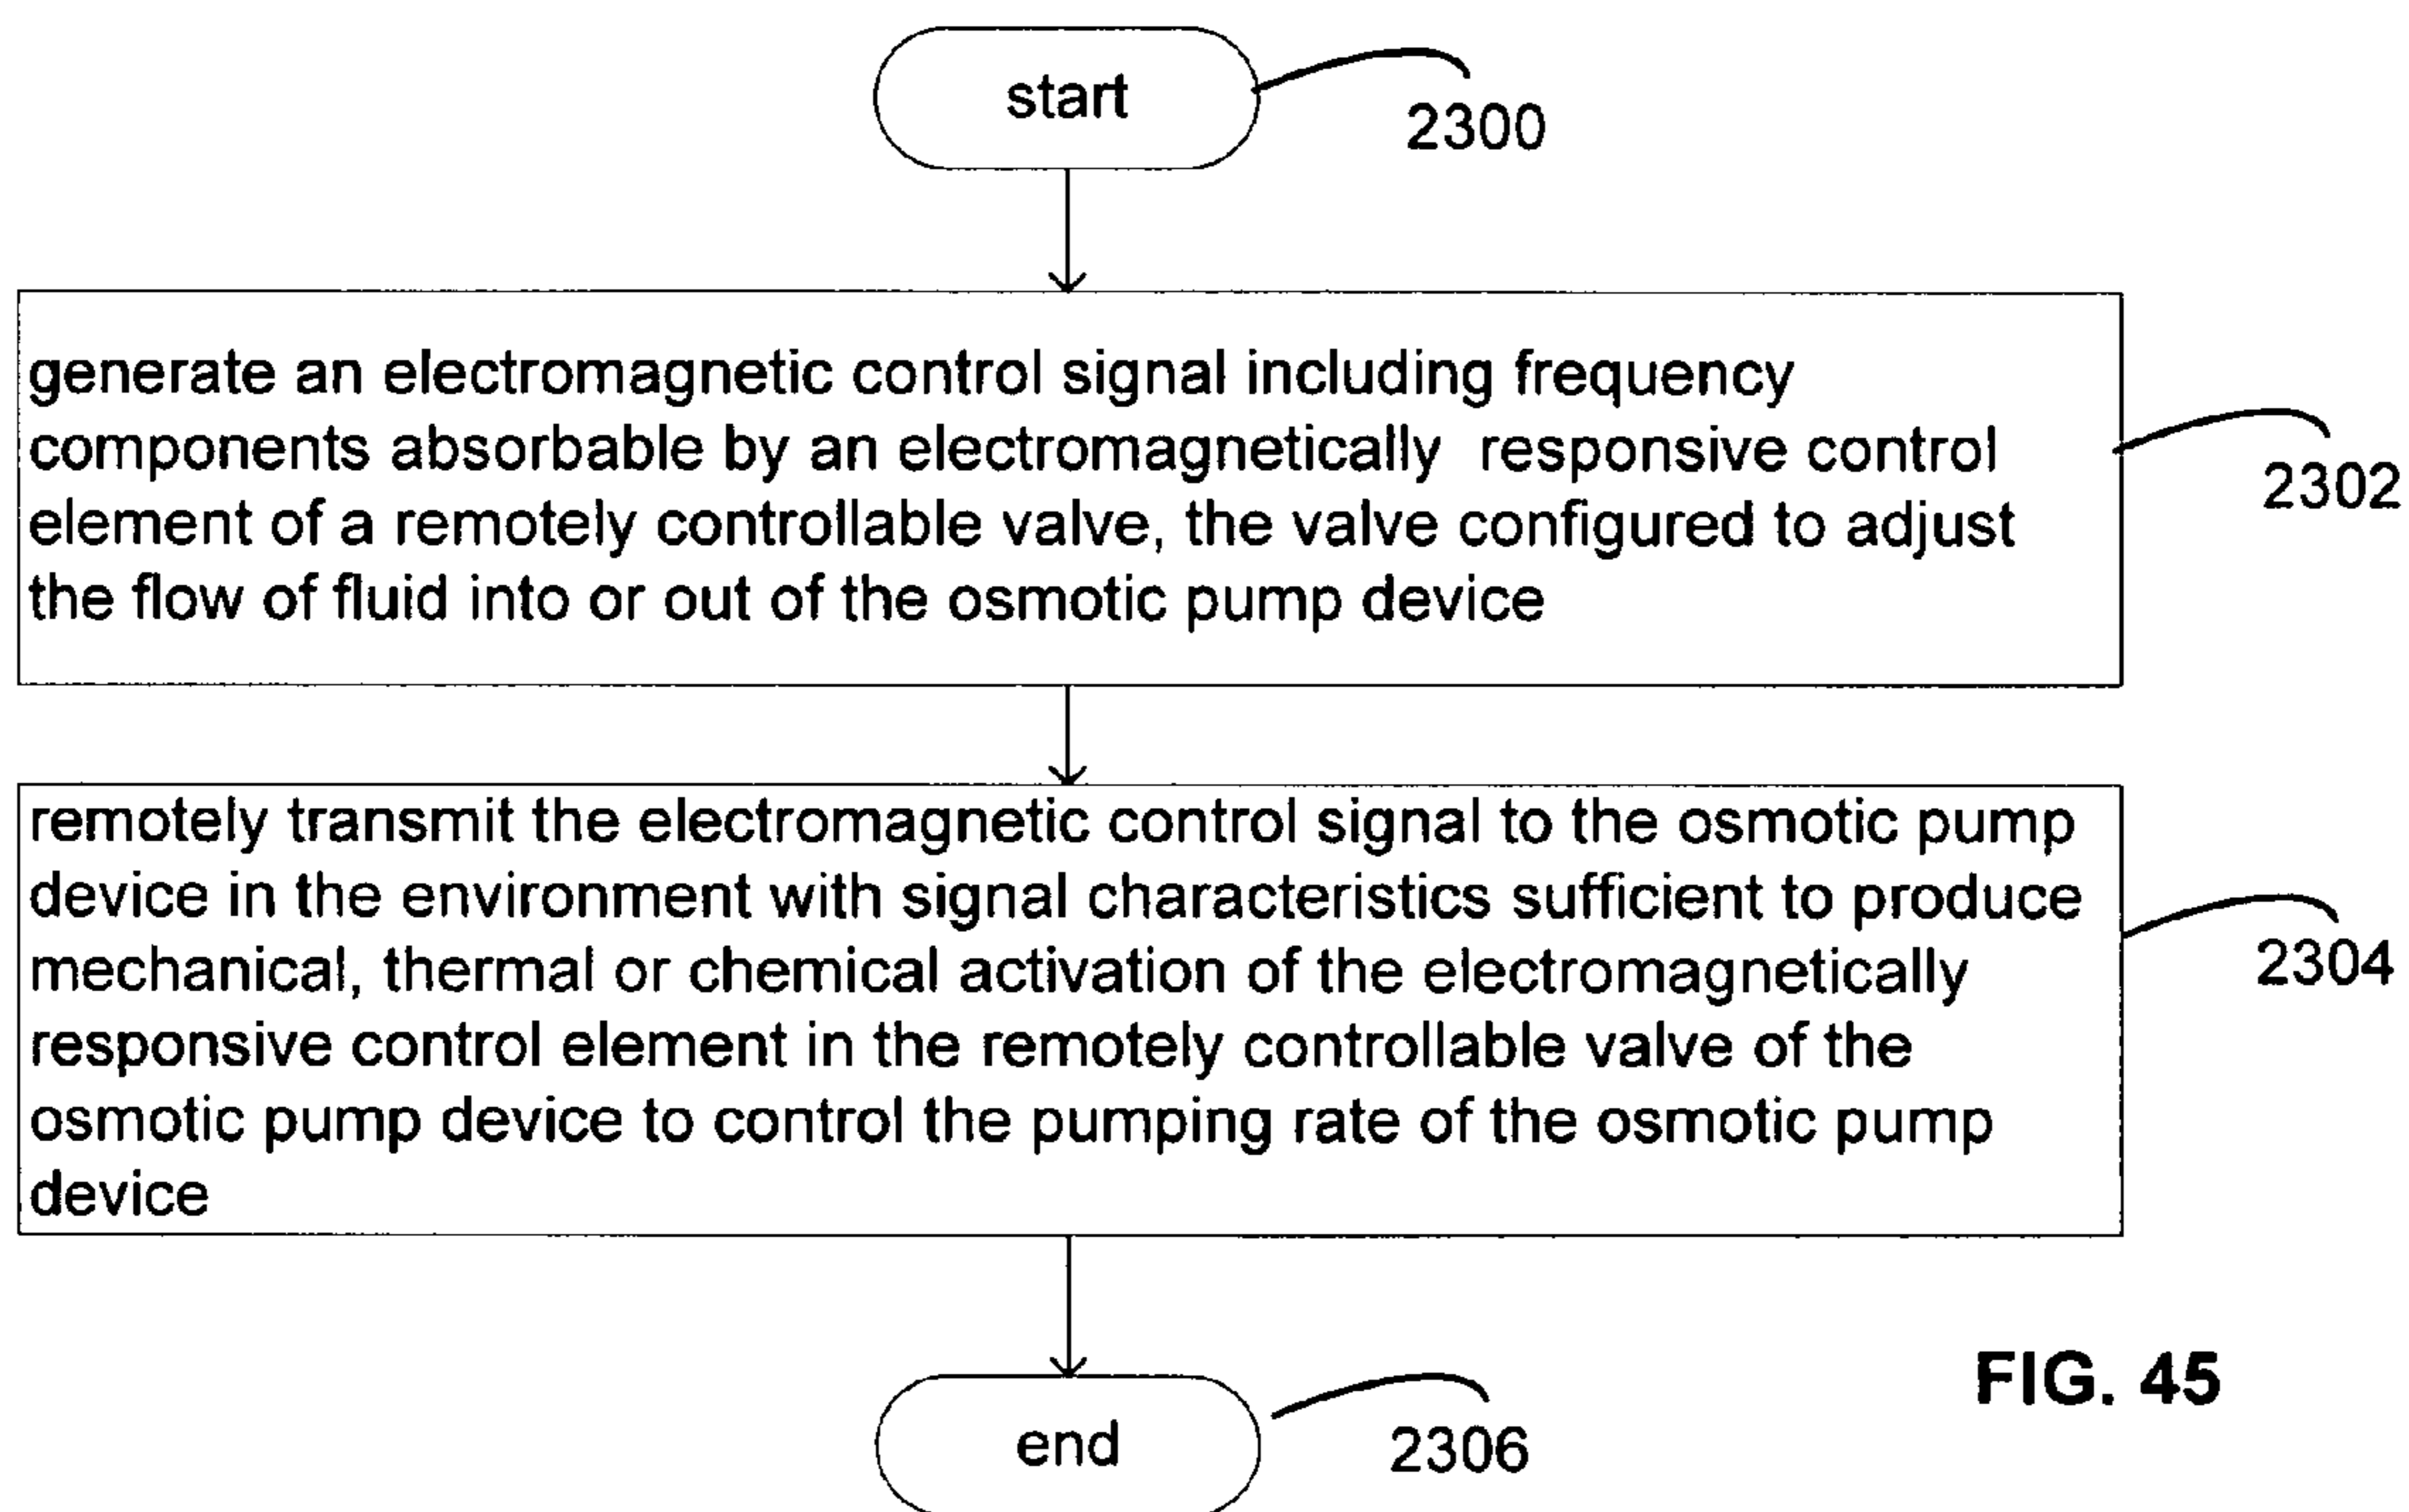 start
2300
generate an electromagnetic control signal including frequency
components absorbable by an electromagnetically responsive control
element of a remotely controllable valve, the valve configured to adjust
the flow of fluid into or out of the osmotic pump device
2302
remotely transmit the electromagnetic control signal to the osmotic pump
device in the environment with signal characteristics sufficient to produce
mechanical, thermal or chemical activation of the electromagnetically
responsive control element in the remotely controllable valve of the
osmotic pump device to control the pumping rate of the osmotic pump
device
2304
end
2306
FIG. 45